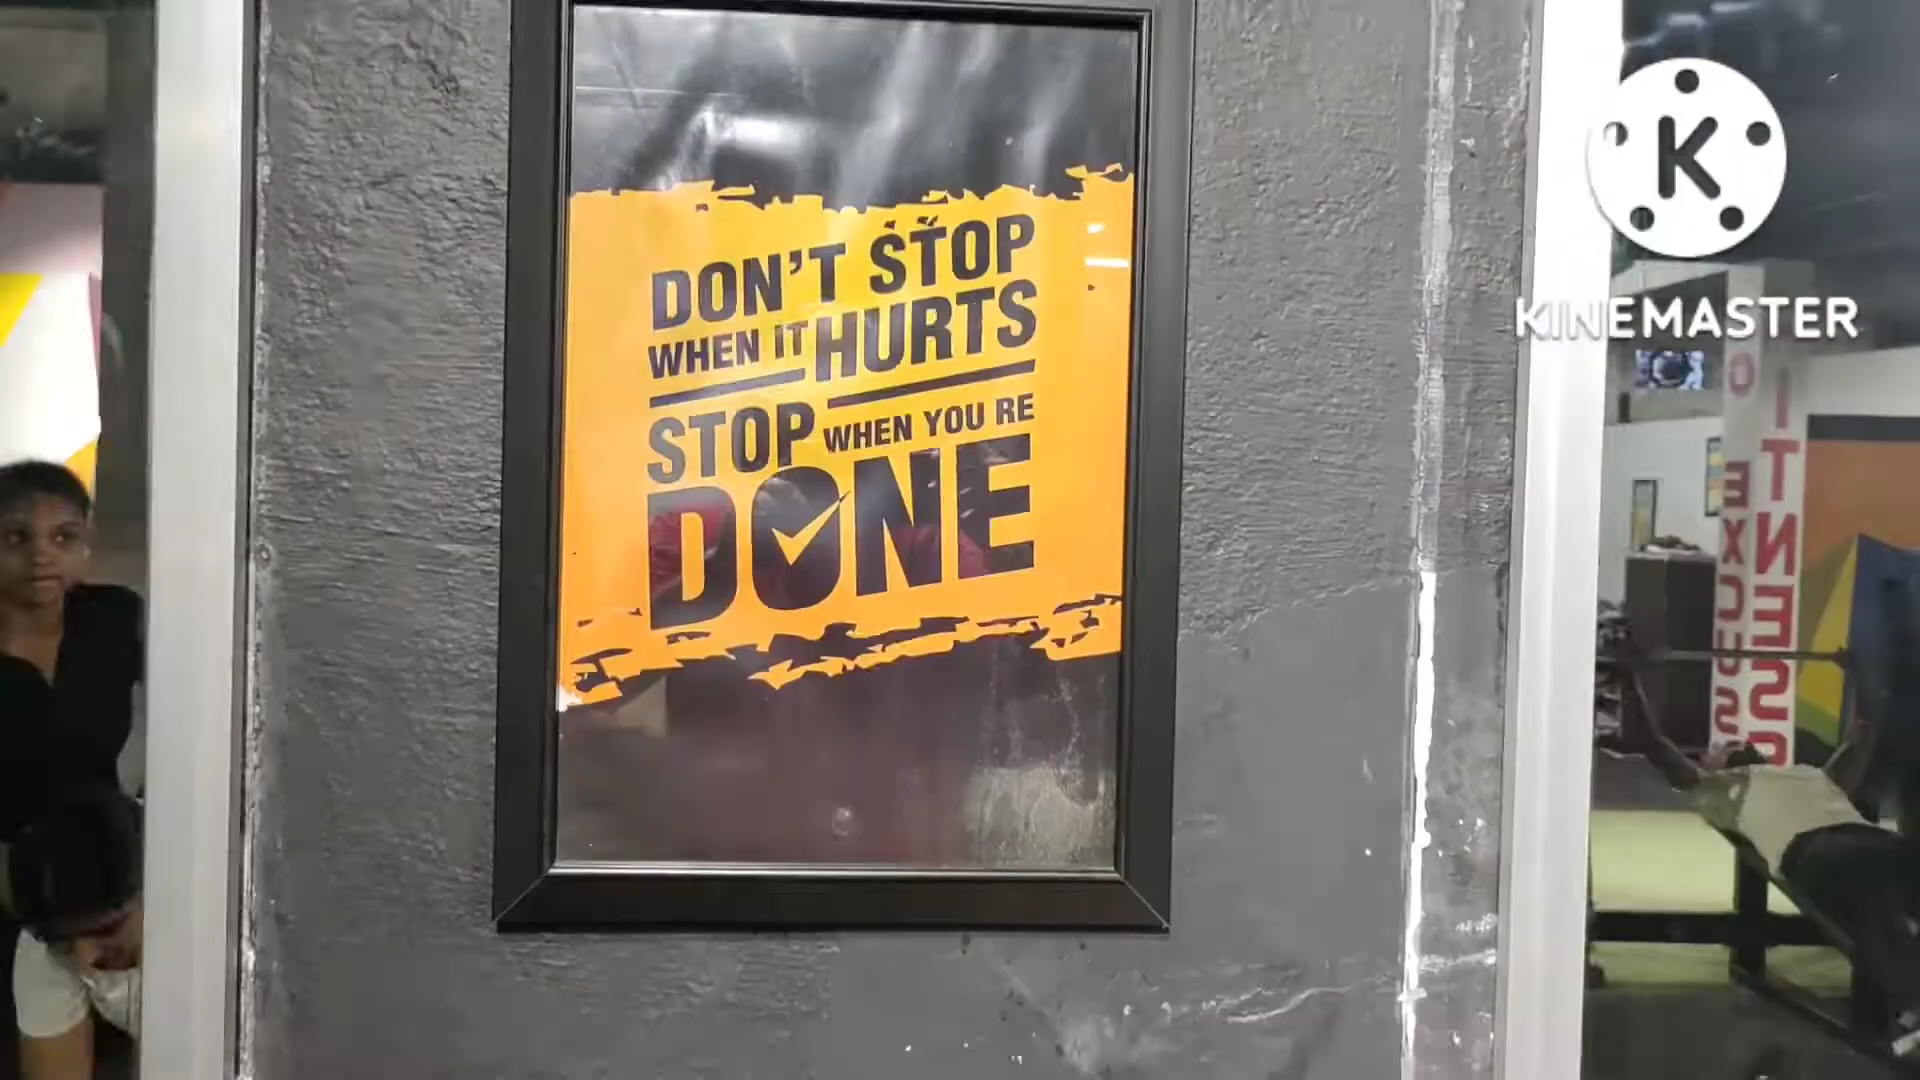 DON'T STOP
WHEN IT HURTS
STOP WHEN YOU RE
DONE
K
KINEMASTER